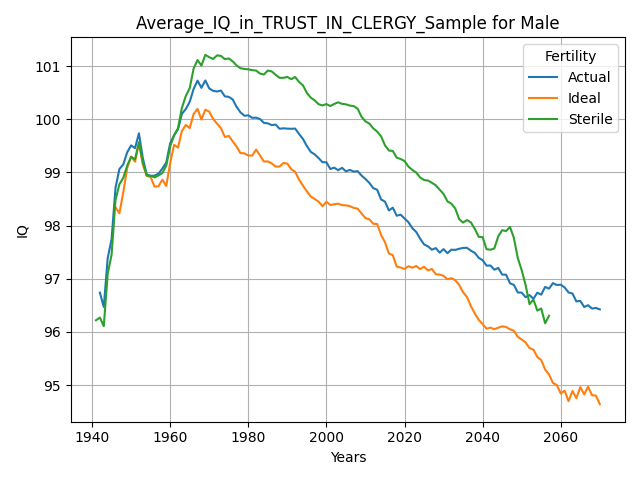 Average_IQ_in_TRUST_IN_CLERGY_Sample for Male
Fertility
Actual
Ideal
Sterile
IQ
101
100
99
98
97
96
95
1940 1960 1980 2000 2020 2040 2060
Years